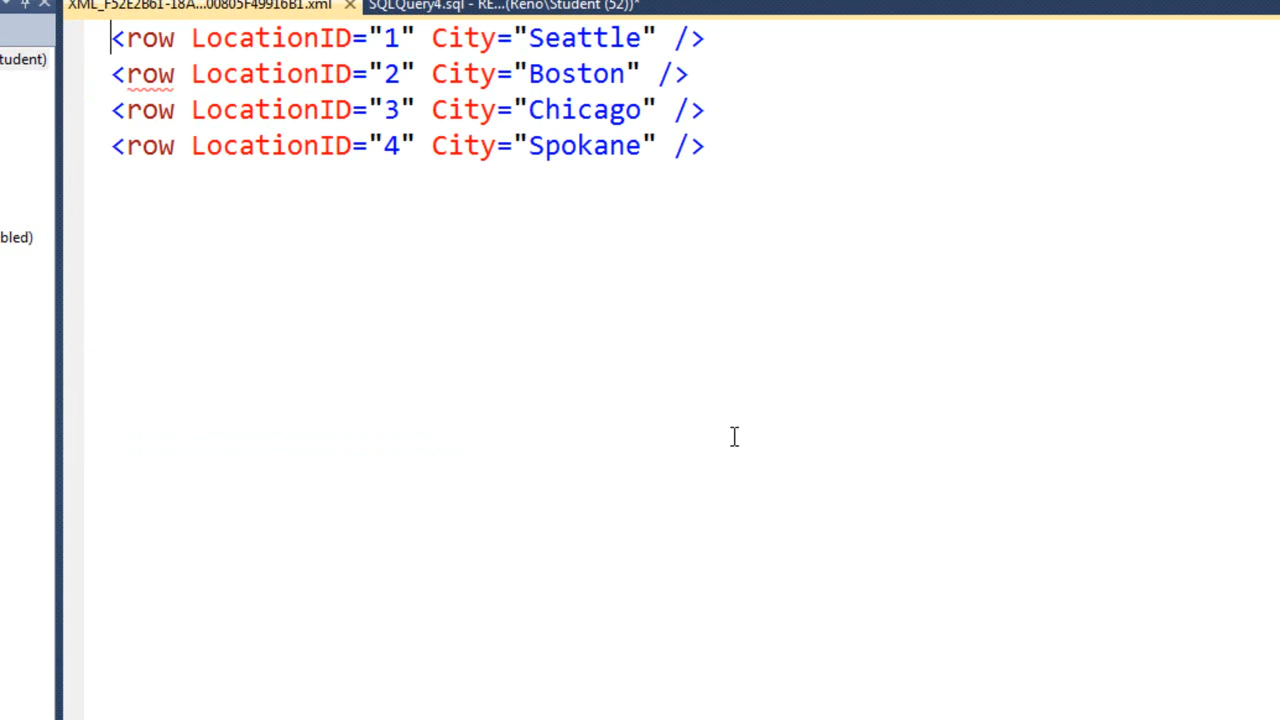 XML_F52E2B61-18A...00805F49916B1.xml
SQLQuery4.sql - RE...(Reno\Student (52))*
<row LocationID="1" City="Seattle" />
tudent)
<row LocationID="2" City="Boston" />
<row LocationID="3" City="Chicago" />
<row LocationID="4" City="Spokane" />
bled)